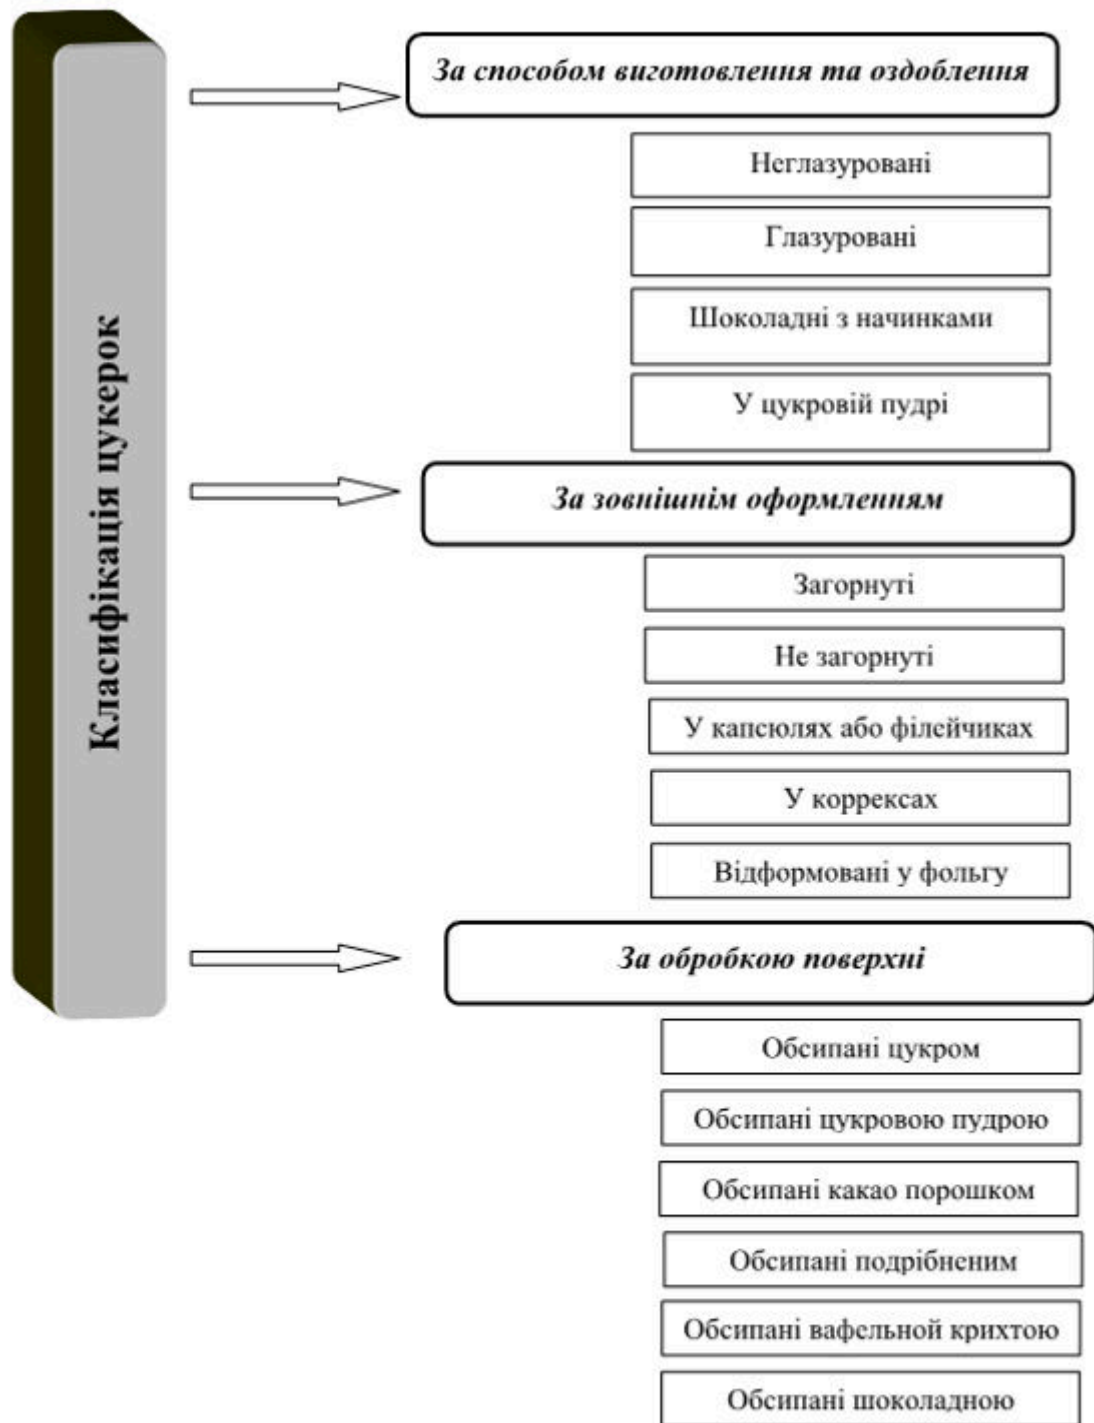 Класифікація цукерок
За способом виготовлення та оздоблення
Неглазуровані
Глазуровані
Шоколадні з начинками
У цукровій пудрі
За зовнішнім оформленням
Загорнуті
Не загорнуті
У капсюлях або філейчиках
У коррексах
Відформовані у фольгу
За обробкою поверхні
Обсипані цукром
Обсипані цукровою пудрою
Обсипані какао порошком
Обсипані подрібненим
Обсипані вафельной крихтою
Обсипані шоколадною